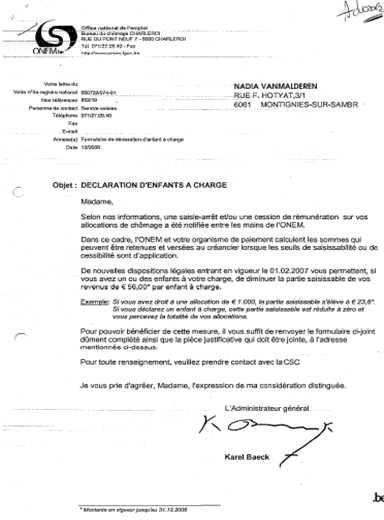 ONEM.be
Office national de l'emploi
Bureau du chômage CHARLEROI
RUE DU PONT NEUF 7 - 6000 CHARLEROI
Tél. 071/27.08.40 - Fax
Votre lettre du
Votre n° de registre national
Nos références 852/19
Personne de contact Service saisies
Téléphone 071/27.08.40
Fax
E-mail
Annexe(s) Formulaire de déclaration d'enfant à charge
Date 12/2006
NADIA VANMALDEREN
RUE F. HOTYAT,3/1
6061 MONTIGNIES-SUR-SAMBR
Objet : DECLARATION D'ENFANTS A CHARGE
Madame,
Selon nos informations, une saisie-arrêt et/ou une cession de rémunération sur vos
allocations de chômage a été notifiée entre les mains de l'ONEM.
Dans ce cadre, l'ONEM et votre organisme de paiement calculent les sommes qui
peuvent être retenues et versées au créancier lorsque les seuils de saisissabilité ou de
cessibilité sont d'application.
De nouvelles dispositions légales entrant en vigueur le 01.02.2007 vous permettent, si
vous avez un ou des enfants à votre charge, de diminuer la partie saisissable de vos
revenus de € 56,00* par enfant à charge.
Exemple: Si vous avez droit à une allocation de € 1.000, la partie saisissable s'élève à € 23,8*.
Si vous déclarez un enfant à charge, cette partie saisissable est réduite à zéro et
vous percevez la totalité de vos allocations.
Pour pouvoir bénéficier de cette mesure, il vous suffit de renvoyer le formulaire ci-joint
dûment complété ainsi que la pièce justificative qui doit être jointe, à l'adresse
mentionnée ci-dessus.
Pour toute renseignement, veuillez prendre contact avec la CSC
Je vous prie d'agréer, Madame, l'expression de ma considération distinguée.
L'Administrateur général
Karel Baeck
.be
* Montants en vigueur jusqu'au 31.12.2006